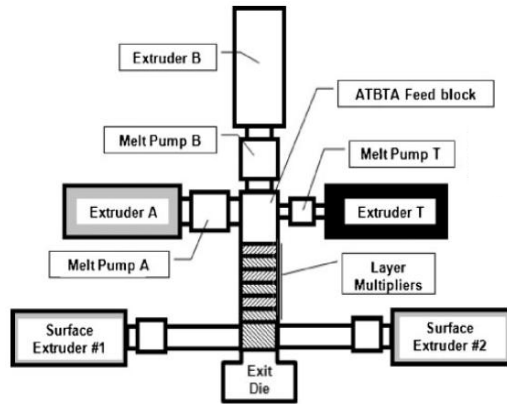 Extruder B
ATBTA Feed block
Melt Pump B
Melt Pump T
Extruder A
Extruder T
Melt Pump A
Layer
Multipliers
Surface
Extruder #1
Surface
Extruder #2
Exit
Die